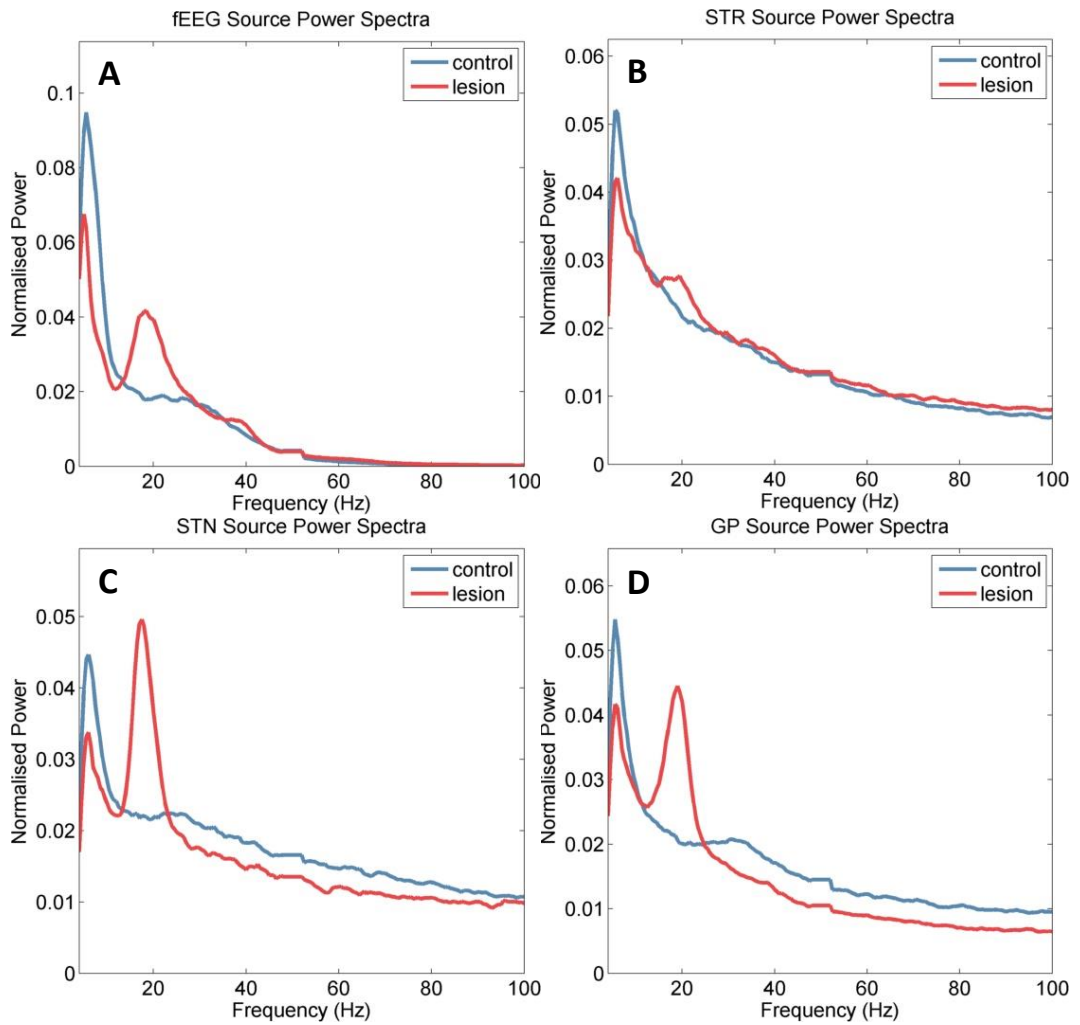 fEEG Source Power Spectra
A
control
lesion
0.1
0.08
0.06
0.04
0.02
0
Normalised Power
20
40
60
80
100
Frequency (Hz)
STR Source Power Spectra
B
control
lesion
0.06
0.05
0.04
0.03
0.02
0.01
0
Normalised Power
20
40
60
80
100
Frequency (Hz)
STN Source Power Spectra
C
control
lesion
0.05
0.04
0.03
0.02
0.01
0
Normalised Power
20
40
60
80
100
Frequency (Hz)
GP Source Power Spectra
D
control
lesion
0.06
0.05
0.04
0.03
0.02
0.01
0
Normalised Power
20
40
60
80
100
Frequency (Hz)